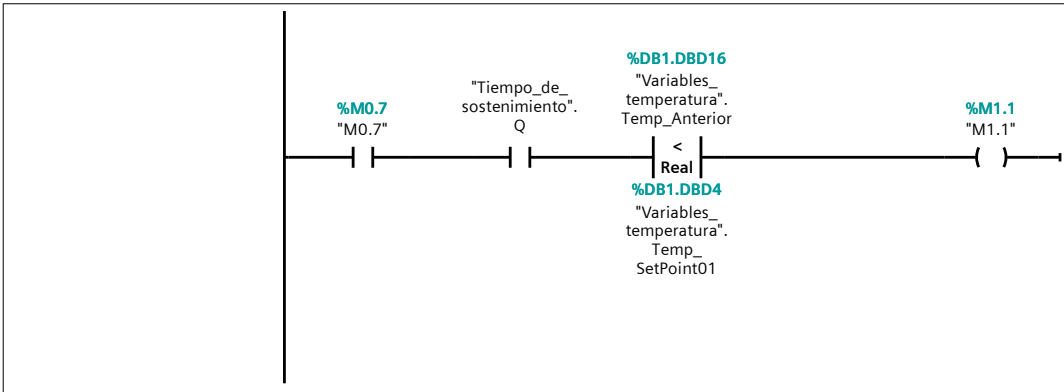 %M0.7
"M0.7"
"Tiempo_de_
sostenimiento".
Q
%DB1.DBD16
"Variables_
temperatura".
Temp_Anterior
<
Real
%DB1.DBD4
"Variables_
temperatura".
Temp_
SetPoint01
%M1.1
"M1.1"